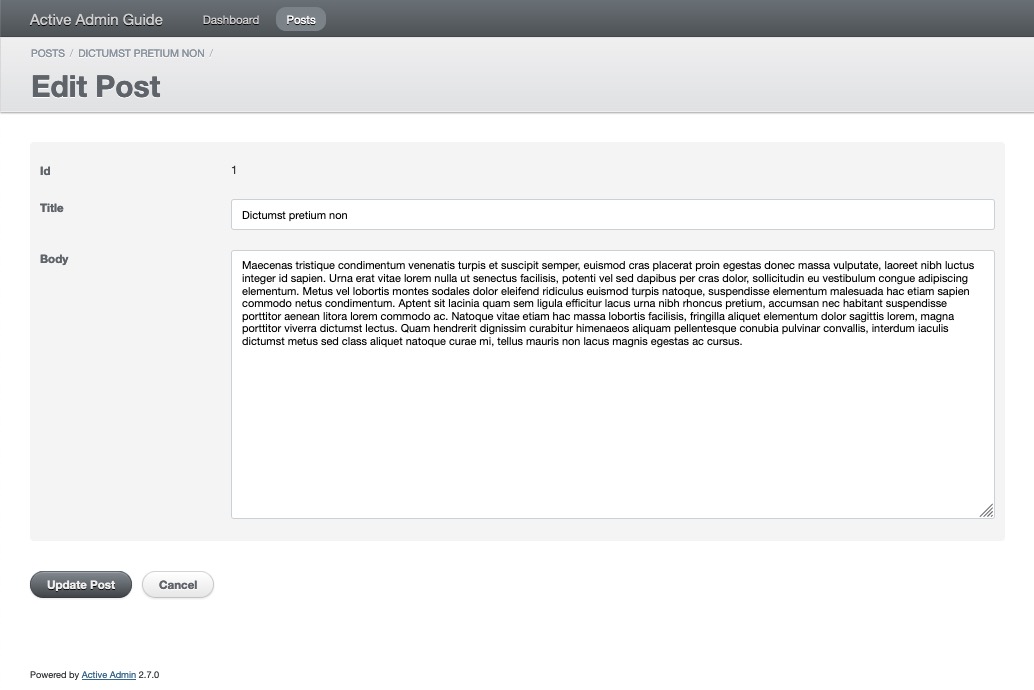 Active Admin Guide Dashboard Posts
POSTS / DICTUMST PRETIUM NON /
Edit Post
Id 1
Title Dictumst pretium non
Body Maecenas tristique condimentum venenatis turpis et suscipit semper, euismod cras placerat proin egestas donec massa vulputate, laoreet nibh luctus
integer id sapien. Urna erat vitae lorem nulla ut senectus facilisis, potenti vel sed dapibus per cras dolor, sollicitudin eu vestibulum congue adipiscing
elementum. Metus vel lobortis montes sodales dolor eleifend ridiculus euismod turpis natoque, suspendisse elementum malesuada hac etiam sapien
commodo netus condimentum. Aptent sit lacinia quam sem ligula efficitur lacus urna nibh rhoncus pretium, accumsan nec habitant suspendisse
porttitor aenean litora lorem commodo ac. Natoque vitae etiam hac massa lobortis facilisis, fringilla aliquet elementum dolor sagittis lorem, magna
porttitor viverra dictumst lectus. Quam hendrerit dignissim curabitur himenaeos aliquam pellentesque conubia pulvinar convallis, interdum iaculis
dictumst metus sed class aliquet natoque curae mi, tellus mauris non lacus magnis egestas ac cursus.
Update Post Cancel
Powered by Active Admin 2.7.0